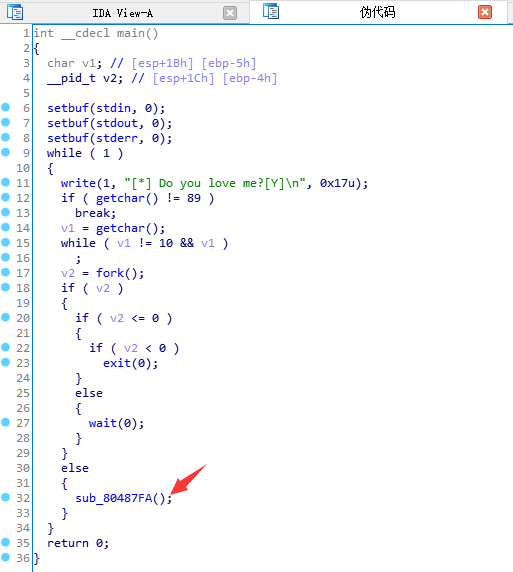 IDA View-A 伪代码
1 int __cdecl main()
2 {
3 char v1; // [esp+1Bh] [ebp-5h]
4 __pid_t v2; // [esp+1Ch] [ebp-4h]
5
6 setbuf(stdin, 0);
7 setbuf(stdout, 0);
8 setbuf(stderr, 0);
9 while ( 1 )
10 {
11 write(1, "[*] Do you love me?[Y]\n", 0x17u);
12 if ( getchar() != 89 )
13 break;
14 v1 = getchar();
15 while ( v1 != 10 && v1 )
16 ;
17 v2 = fork();
18 if ( v2 )
19 {
20 if ( v2 <= 0 )
21 {
22 if ( v2 < 0 )
23 exit(0);
24 }
25 else
26 {
27 wait(0);
28 }
29 }
30 else
31 {
32 sub_80487FA();
33 }
34 }
35 return 0;
36 }